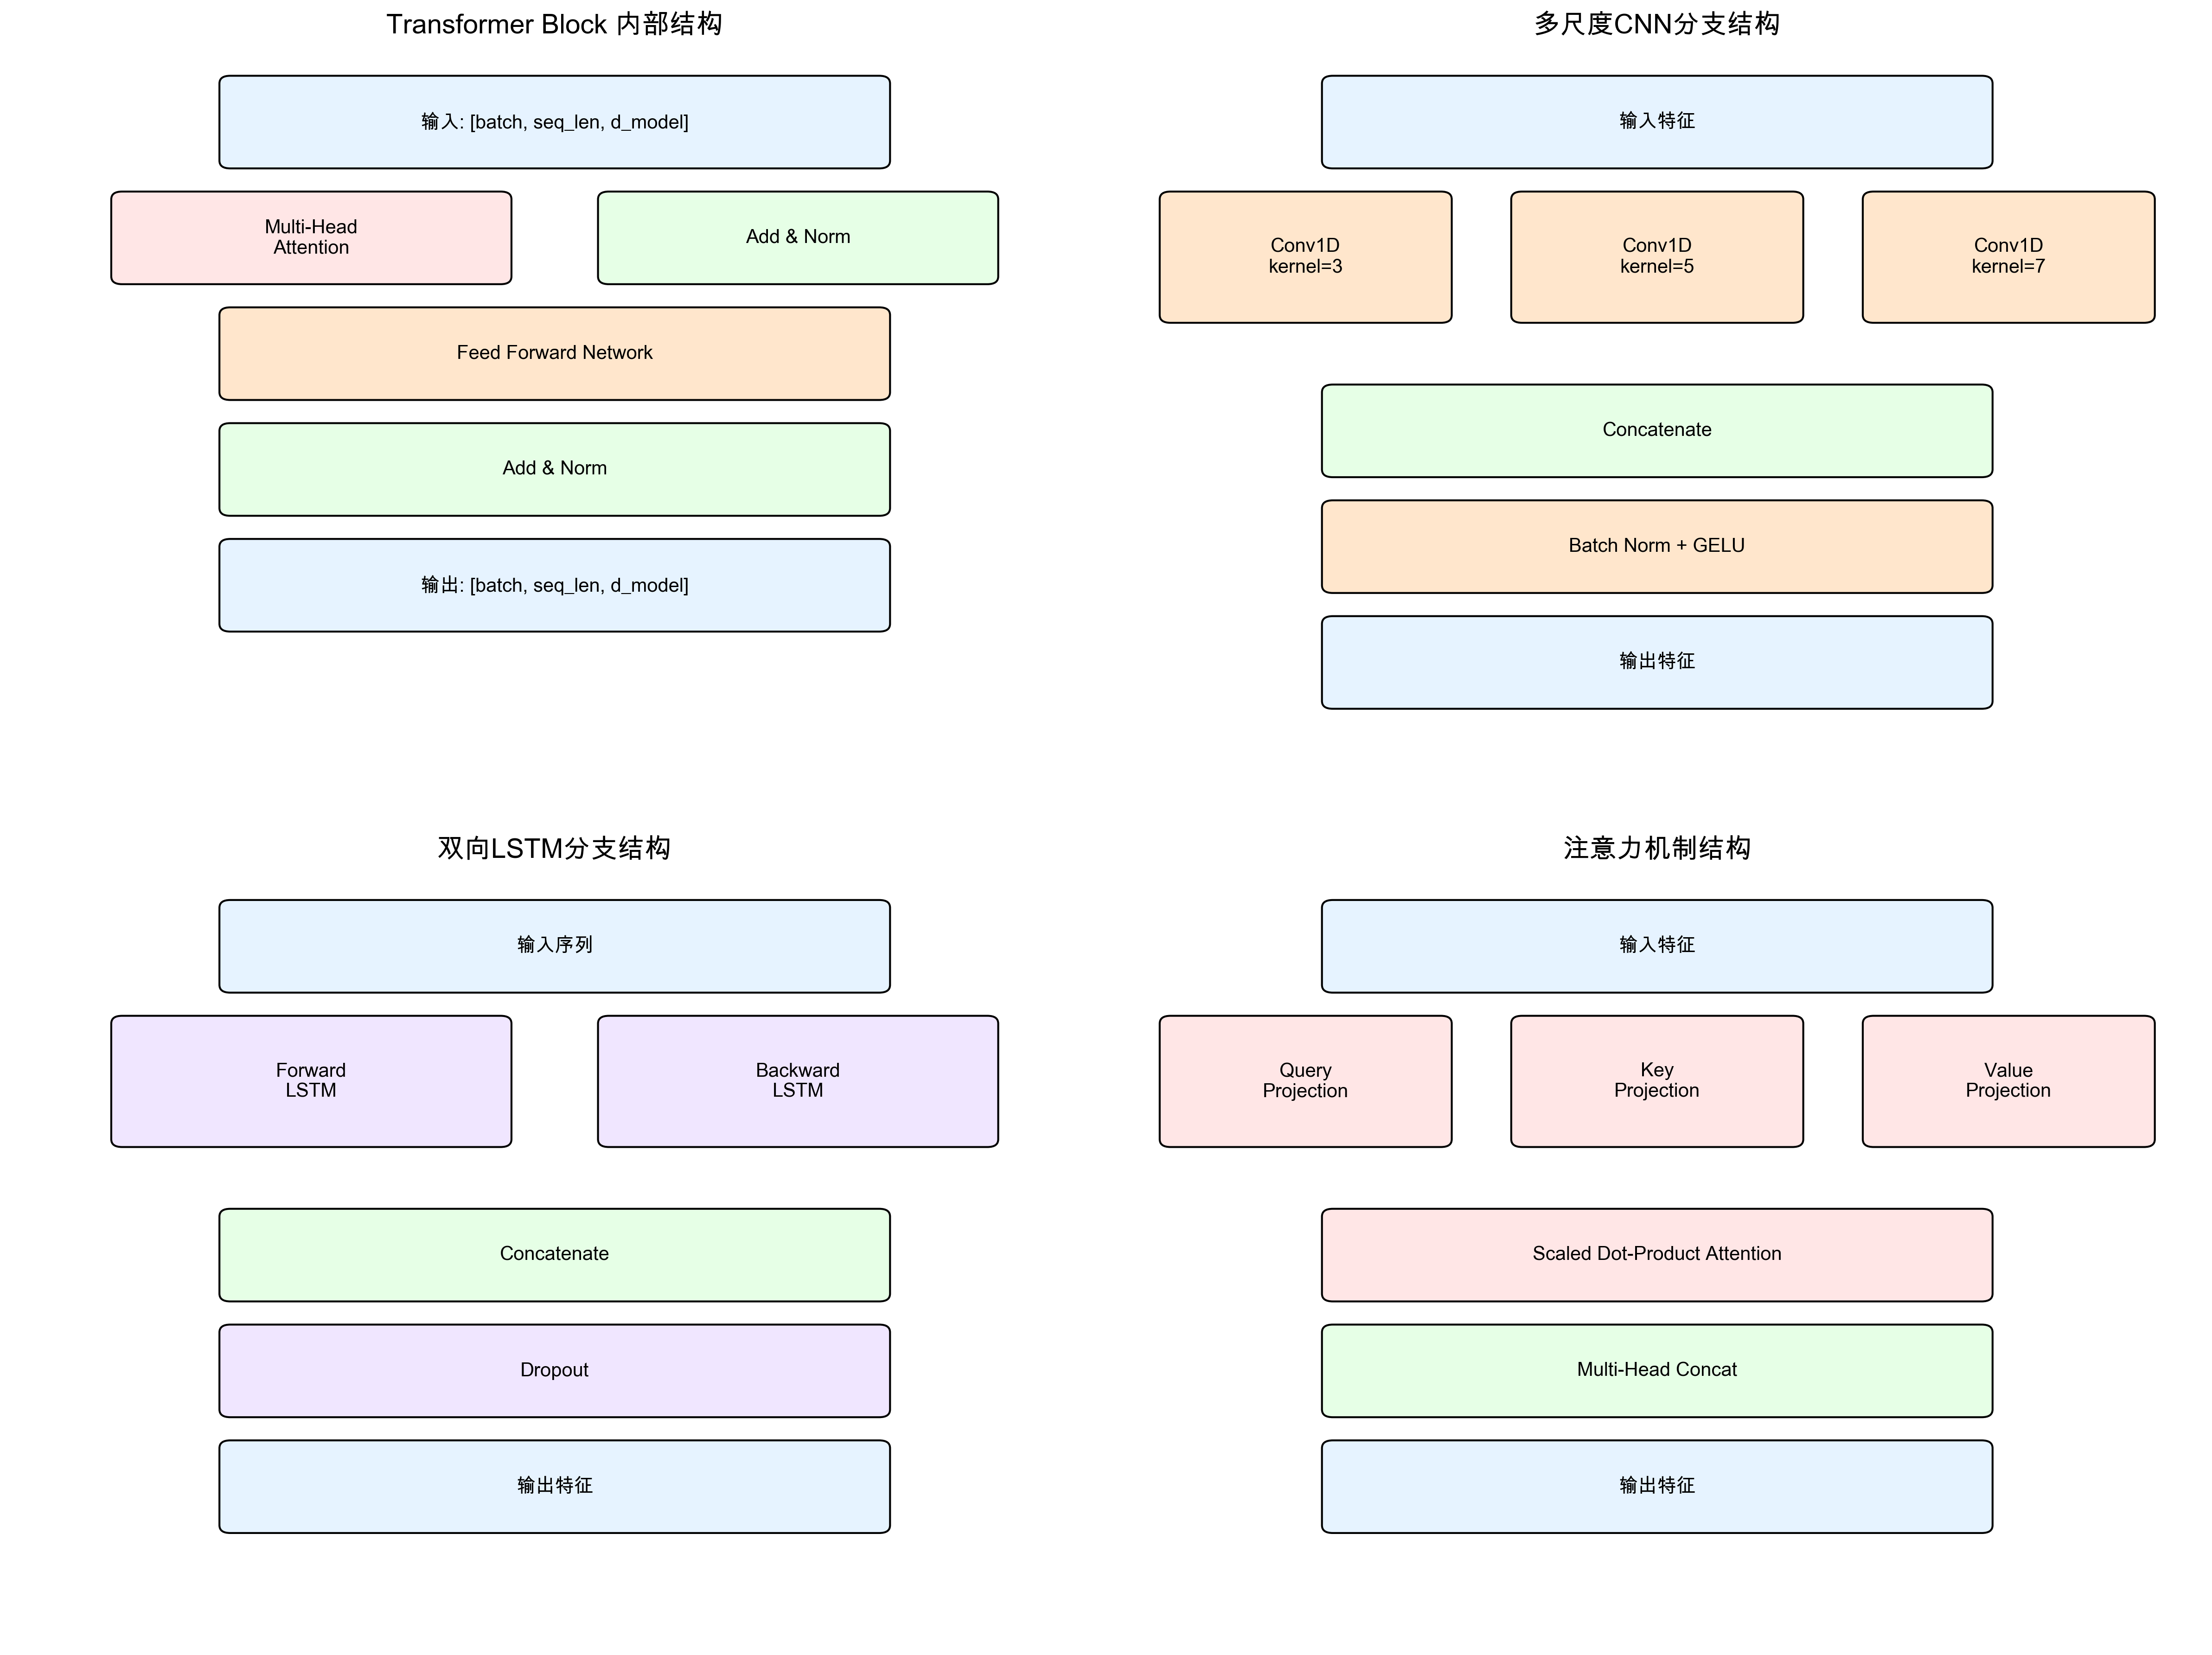 Transformer Block 内部结构
输入: [batch, seq_len, d_model]
Multi-Head
Attention
Add & Norm
Feed Forward Network
Add & Norm
输出: [batch, seq_len, d_model]
多尺度CNN分支结构
输入特征
Conv1D
kernel=3
Conv1D
kernel=5
Conv1D
kernel=7
Concatenate
Batch Norm + GELU
输出特征
双向LSTM分支结构
输入序列
Forward
LSTM
Backward
LSTM
Concatenate
Dropout
输出特征
注意力机制结构
输入特征
Query
Projection
Key
Projection
Value
Projection
Scaled Dot-Product Attention
Multi-Head Concat
输出特征